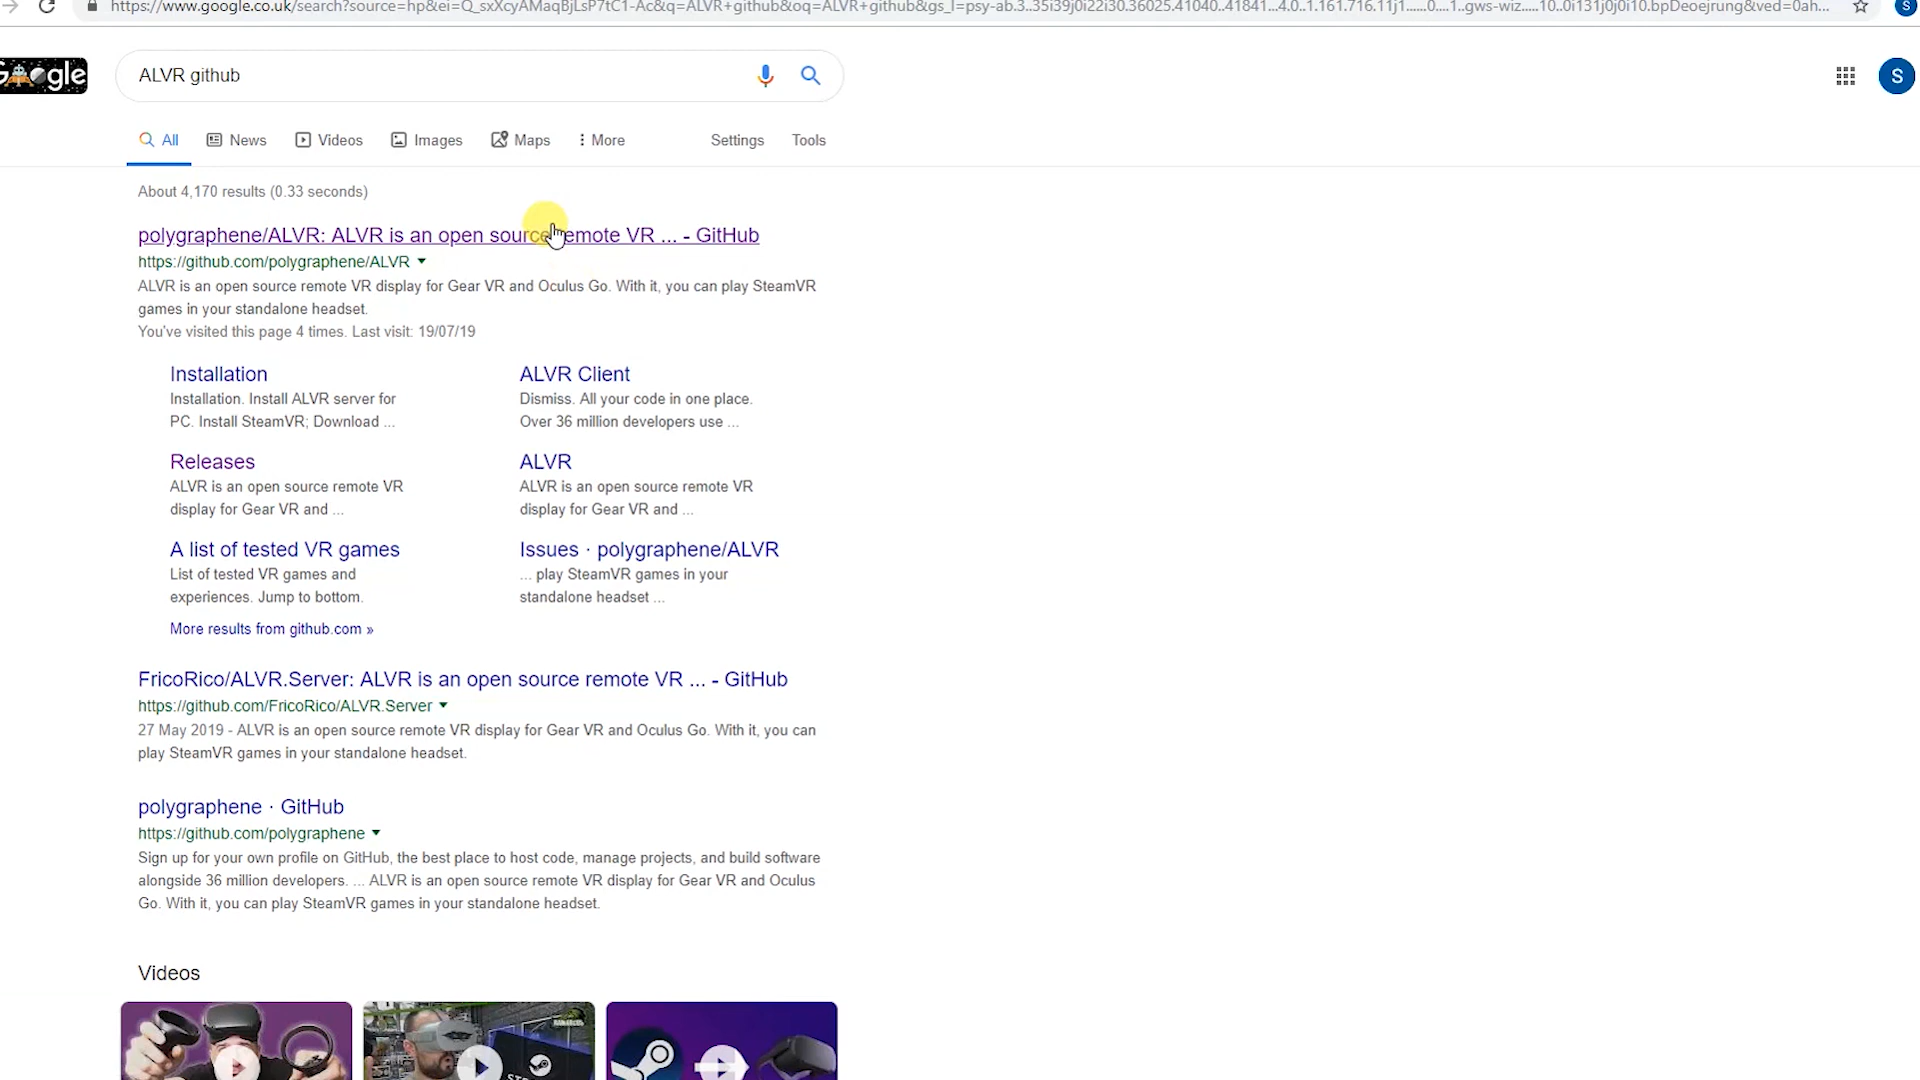 https://www.google.co.uk/search?source=hp&ei=Q_sxXcyAMaqBjLsP7tC1-Ac&q=ALVR+github&oq=ALVR+github&gs_l=psy-ab.3..35i39j0i22i30.36025.41040..41841...4.0..1.161.716.11j1......0....1..gws-wiz.....10..0i131j0j0i10.bpDeoejrung&ved=0ah...
S
Google
ALVR github
S
All
News
Videos
Images
Maps
More
Settings
Tools
About 4,170 results (0.33 seconds)
polygraphene/ALVR: ALVR is an open source remote VR ... - GitHub
https://github.com/polygraphene/ALVR
ALVR is an open source remote VR display for Gear VR and Oculus Go. With it, you can play SteamVR
games in your standalone headset.
You've visited this page 4 times. Last visit: 19/07/19
Installation
Installation. Install ALVR server for
PC. Install SteamVR; Download ...
ALVR Client
Dismiss. All your code in one place.
Over 36 million developers use ...
Releases
ALVR is an open source remote VR
display for Gear VR and ...
ALVR
ALVR is an open source remote VR
display for Gear VR and ...
A list of tested VR games
List of tested VR games and
experiences. Jump to bottom.
Issues · polygraphene/ALVR
... play SteamVR games in your
standalone headset ...
More results from github.com »
FricoRico/ALVR.Server: ALVR is an open source remote VR ... - GitHub
https://github.com/FricoRico/ALVR.Server
27 May 2019 - ALVR is an open source remote VR display for Gear VR and Oculus Go. With it, you can
play SteamVR games in your standalone headset.
polygraphene · GitHub
https://github.com/polygraphene
Sign up for your own profile on GitHub, the best place to host code, manage projects, and build software
alongside 36 million developers. ... ALVR is an open source remote VR display for Gear VR and Oculus
Go. With it, you can play SteamVR games in your standalone headset.
Videos